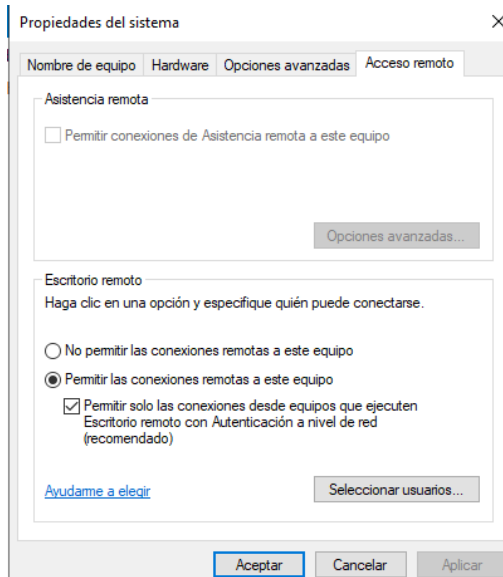 Propiedades del sistema
Nombre de equipo Hardware Opciones avanzadas Acceso remoto
Asistencia remota
Permitir conexiones de Asistencia remota a este equipo
Opciones avanzadas...
Escritorio remoto
Haga clic en una opción y especifique quién puede conectarse.
No permitir las conexiones remotas a este equipo
Permitir las conexiones remotas a este equipo
Permitir solo las conexiones desde equipos que ejecuten
Escritorio remoto con Autenticación a nivel de red
(recomendado)
Ayudarme a elegir Seleccionar usuarios...
Aceptar Cancelar Aplicar